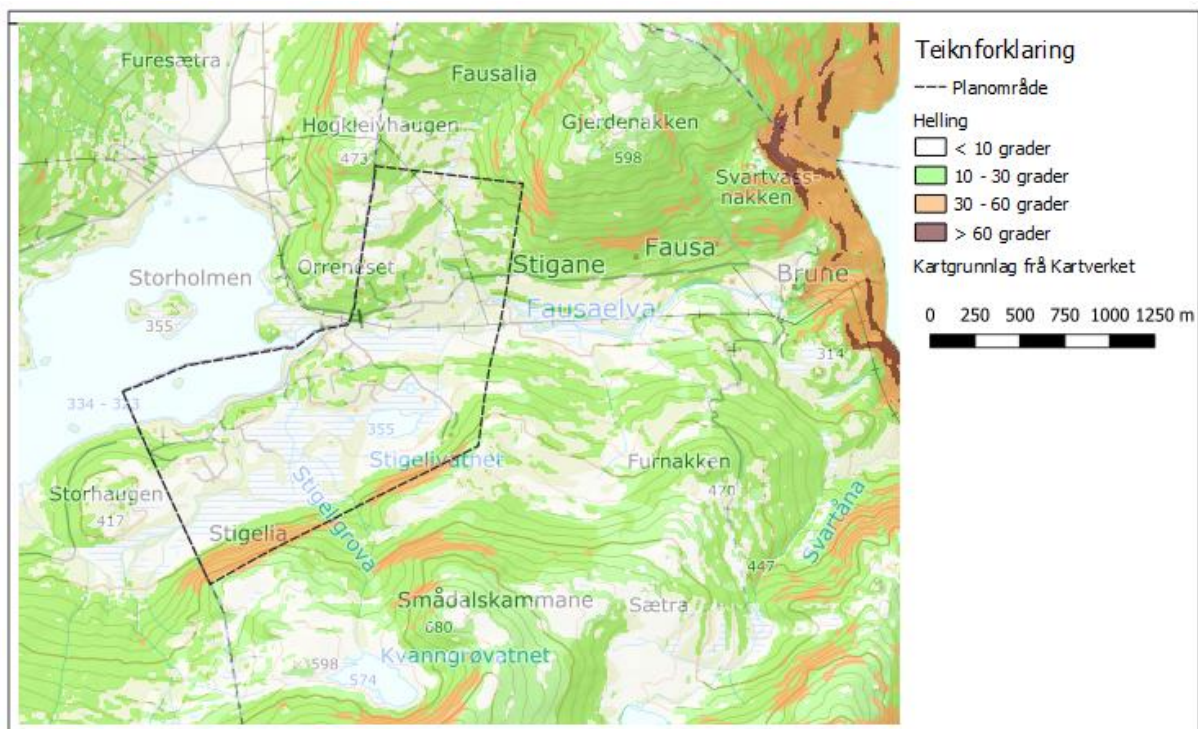 Furesætra
Fausalia
Høgkleivhaugen
473
Gjerdenakken
598
Svartvass-
nakken
Fausa
Stigane
Brune
Storholmen
Orreneset
355
Fausaelva
314
334 - 323
355
Stigelivatnet
Furnakken
Storhaugen
417
470
Stigeligrova
Svartåna
Stigelia
447
Smådalskammane
Sætra
680
Kvanngrøvatnet
598
574
Teiknforklaring
Planområde
Helling
< 10 grader
10 - 30 grader
30 - 60 grader
> 60 grader
Kartgrunnlag frå Kartverket
0 250 500 750 1000 1250 m